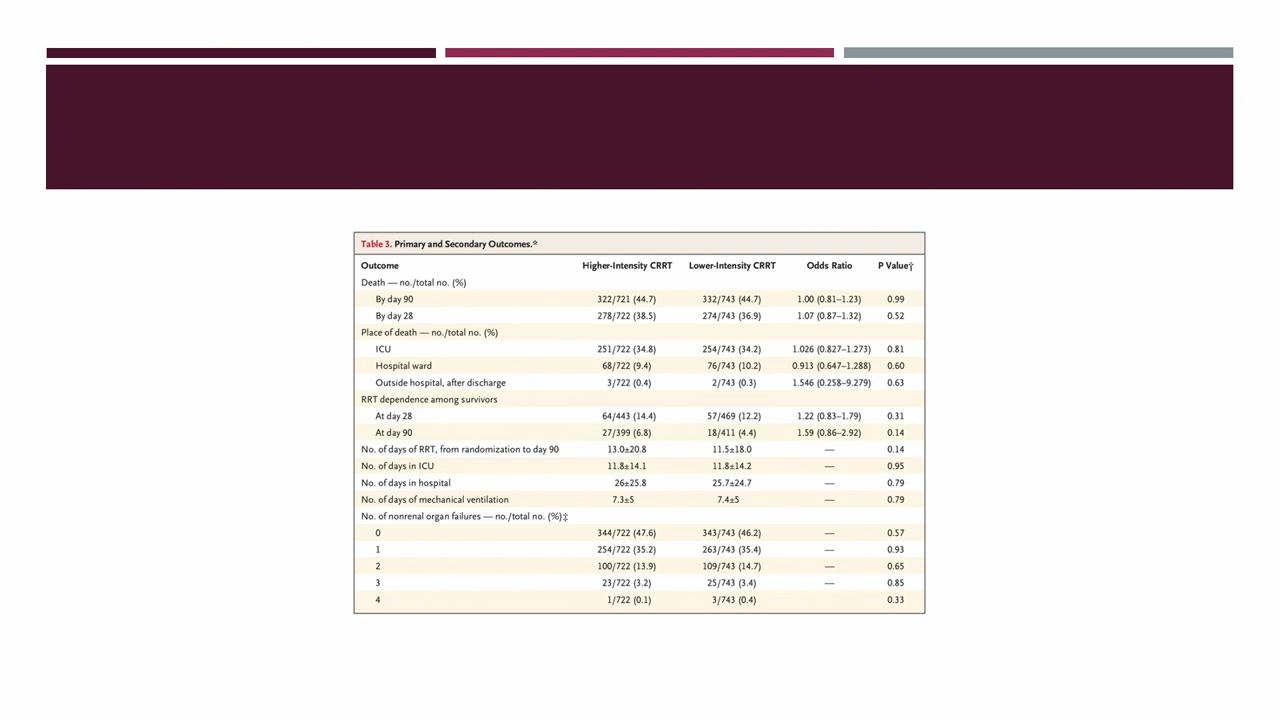 Table 3. Primary and Secondary Outcomes.*
Outcome Higher-Intensity CRRT Lower-Intensity CRRT Odds Ratio P Value†
Death — no./total no. (%)
By day 90 322/721 (44.7) 332/743 (44.7) 1.00 (0.81–1.23) 0.99
By day 28 278/722 (38.5) 274/743 (36.9) 1.07 (0.87–1.32) 0.52
Place of death — no./total no. (%)
ICU 251/722 (34.8) 254/743 (34.2) 1.026 (0.827–1.273) 0.81
Hospital ward 68/722 (9.4) 76/743 (10.2) 0.913 (0.647–1.288) 0.60
Outside hospital, after discharge 3/722 (0.4) 2/743 (0.3) 1.546 (0.258–9.279) 0.63
RRT dependence among survivors
At day 28 64/443 (14.4) 57/469 (12.2) 1.22 (0.83–1.79) 0.31
At day 90 27/399 (6.8) 18/411 (4.4) 1.59 (0.86–2.92) 0.14
No. of days of RRT, from randomization to day 90 13.0±20.8 11.5±18.0 — 0.14
No. of days in ICU 11.8±14.1 11.8±14.2 — 0.95
No. of days in hospital 26±25.8 25.7±24.7 — 0.79
No. of days of mechanical ventilation 7.3±5 7.4±5 — 0.79
No. of nonrenal organ failures — no./total no. (%)‡
0 344/722 (47.6) 343/743 (46.2) — 0.57
1 254/722 (35.2) 263/743 (35.4) — 0.93
2 100/722 (13.9) 109/743 (14.7) — 0.65
3 23/722 (3.2) 25/743 (3.4) — 0.85
4 1/722 (0.1) 3/743 (0.4) 0.33